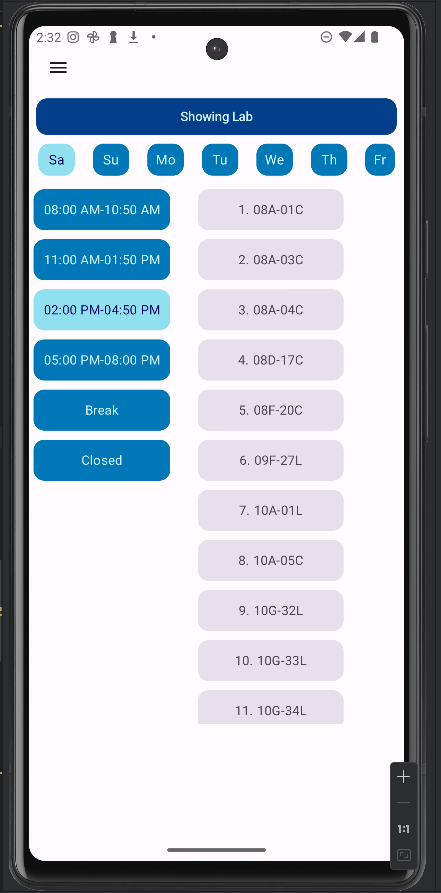 2:32
Showing Lab
Sa Su Mo Tu We Th Fr
08:00 AM-10:50 AM
11:00 AM-01:50 PM
02:00 PM-04:50 PM
05:00 PM-08:00 PM
Break
Closed
1. 08A-01C
2. 08A-03C
3. 08A-04C
4. 08D-17C
5. 08F-20C
6. 09F-27L
7. 10A-01L
8. 10A-05C
9. 10G-32L
10. 10G-33L
11. 10G-34L
1:1